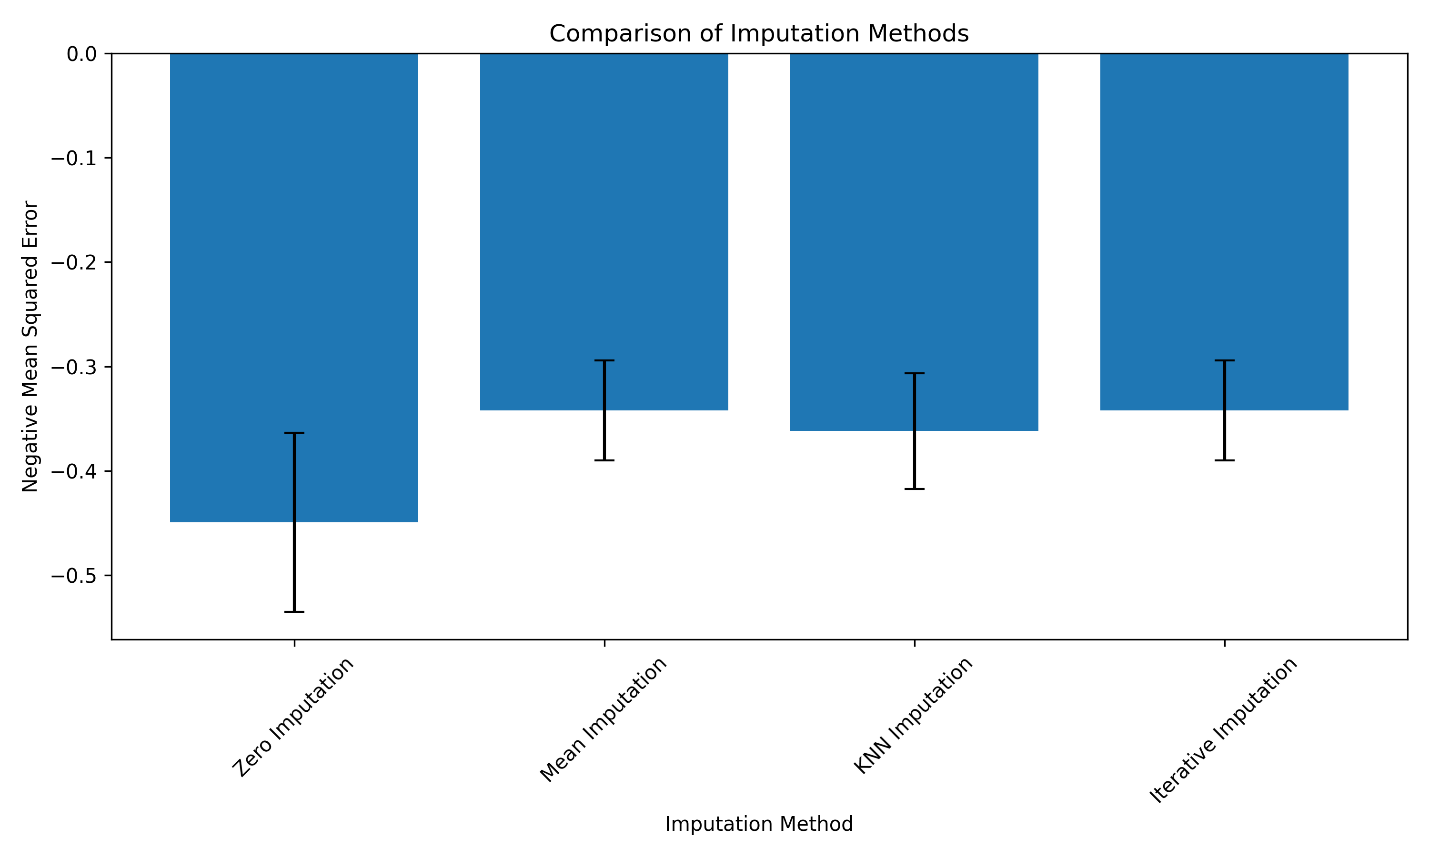 Comparison of Imputation Methods
0.0
−0.1
−0.2
−0.3
−0.4
−0.5
Negative Mean Squared Error
Zero Imputation
Mean Imputation
KNN Imputation
Iterative Imputation
Imputation Method